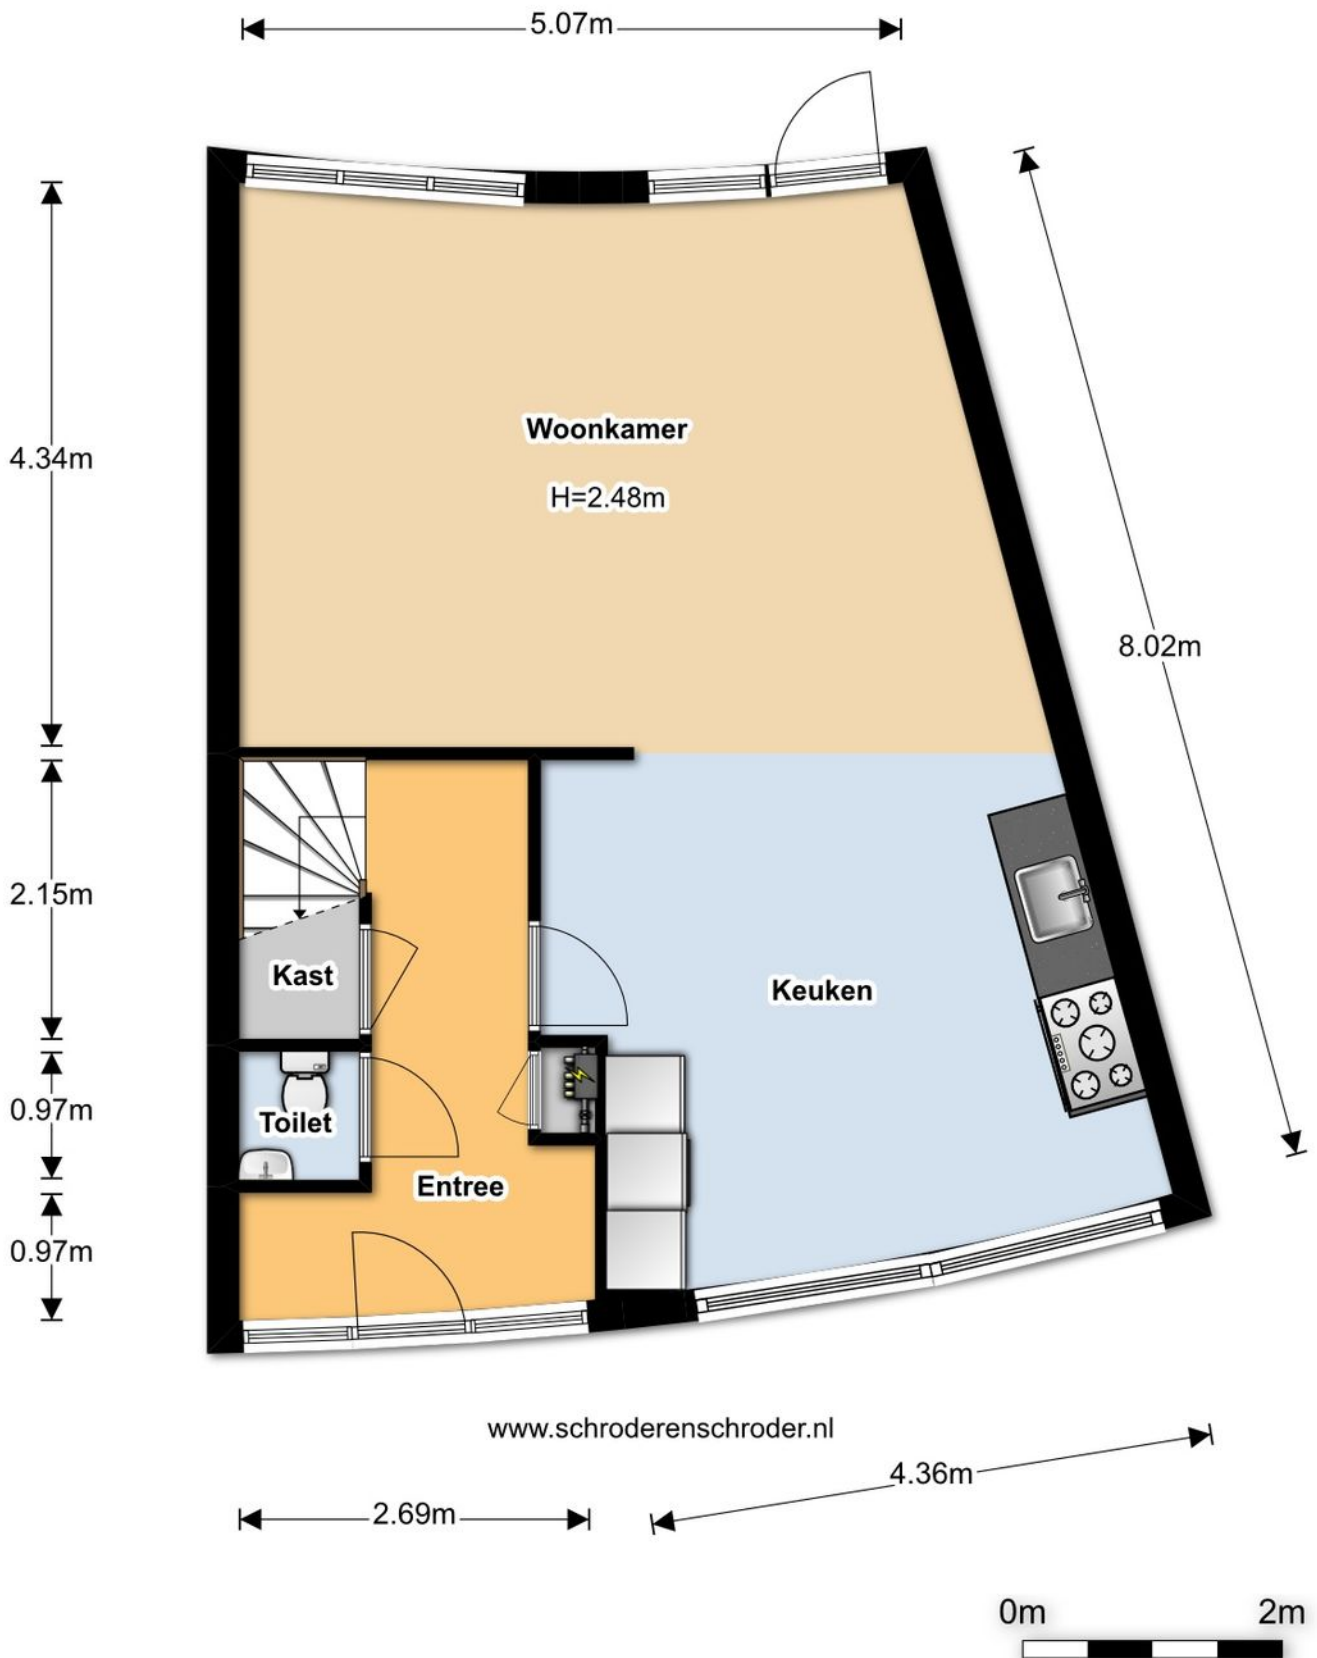 5.07m
4.34m
Woonkamer
H=2.48m
8.02m
2.15m
Kast
Keuken
0.97m
Toilet
Entree
0.97m
www.schroderenschroder.nl
4.36m
2.69m
0m 2m